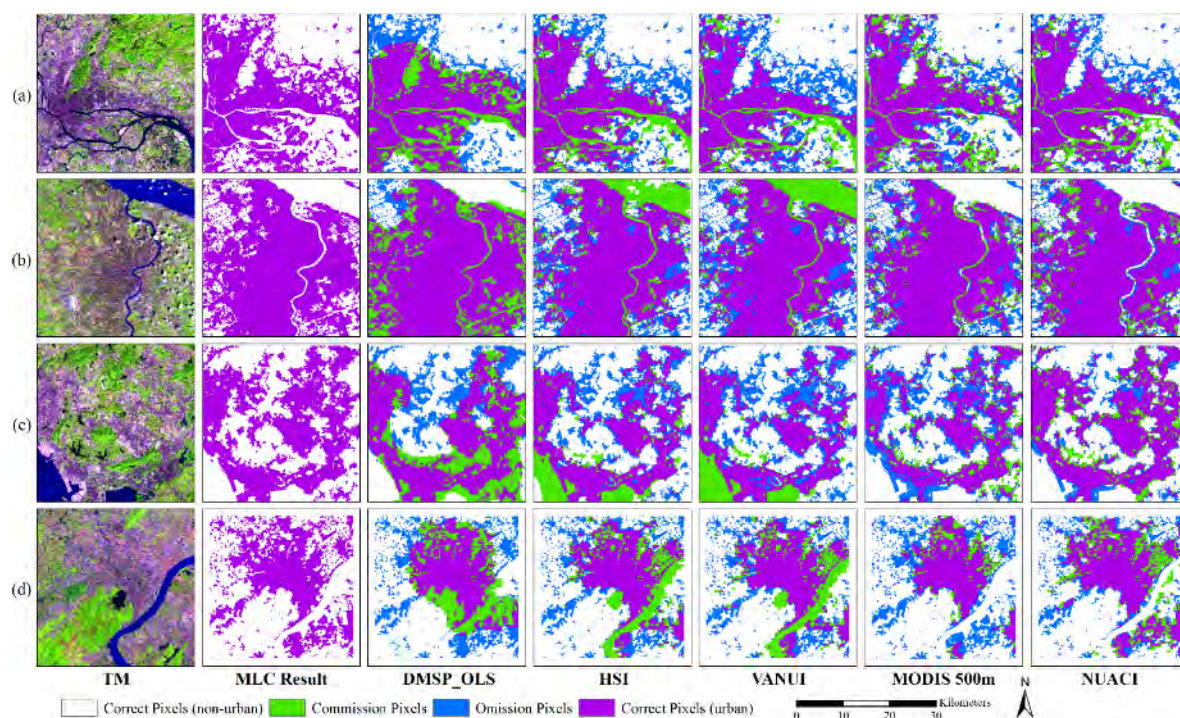 (a)
(b)
(c)
(d)
TM MLC Result DMSP_OLS HSI VANUI MODIS 500m NUACI
Correct Pixels (non-urban) Commission Pixels Omission Pixels Correct Pixels (urban)
Kilometers
0 10 20 30
N